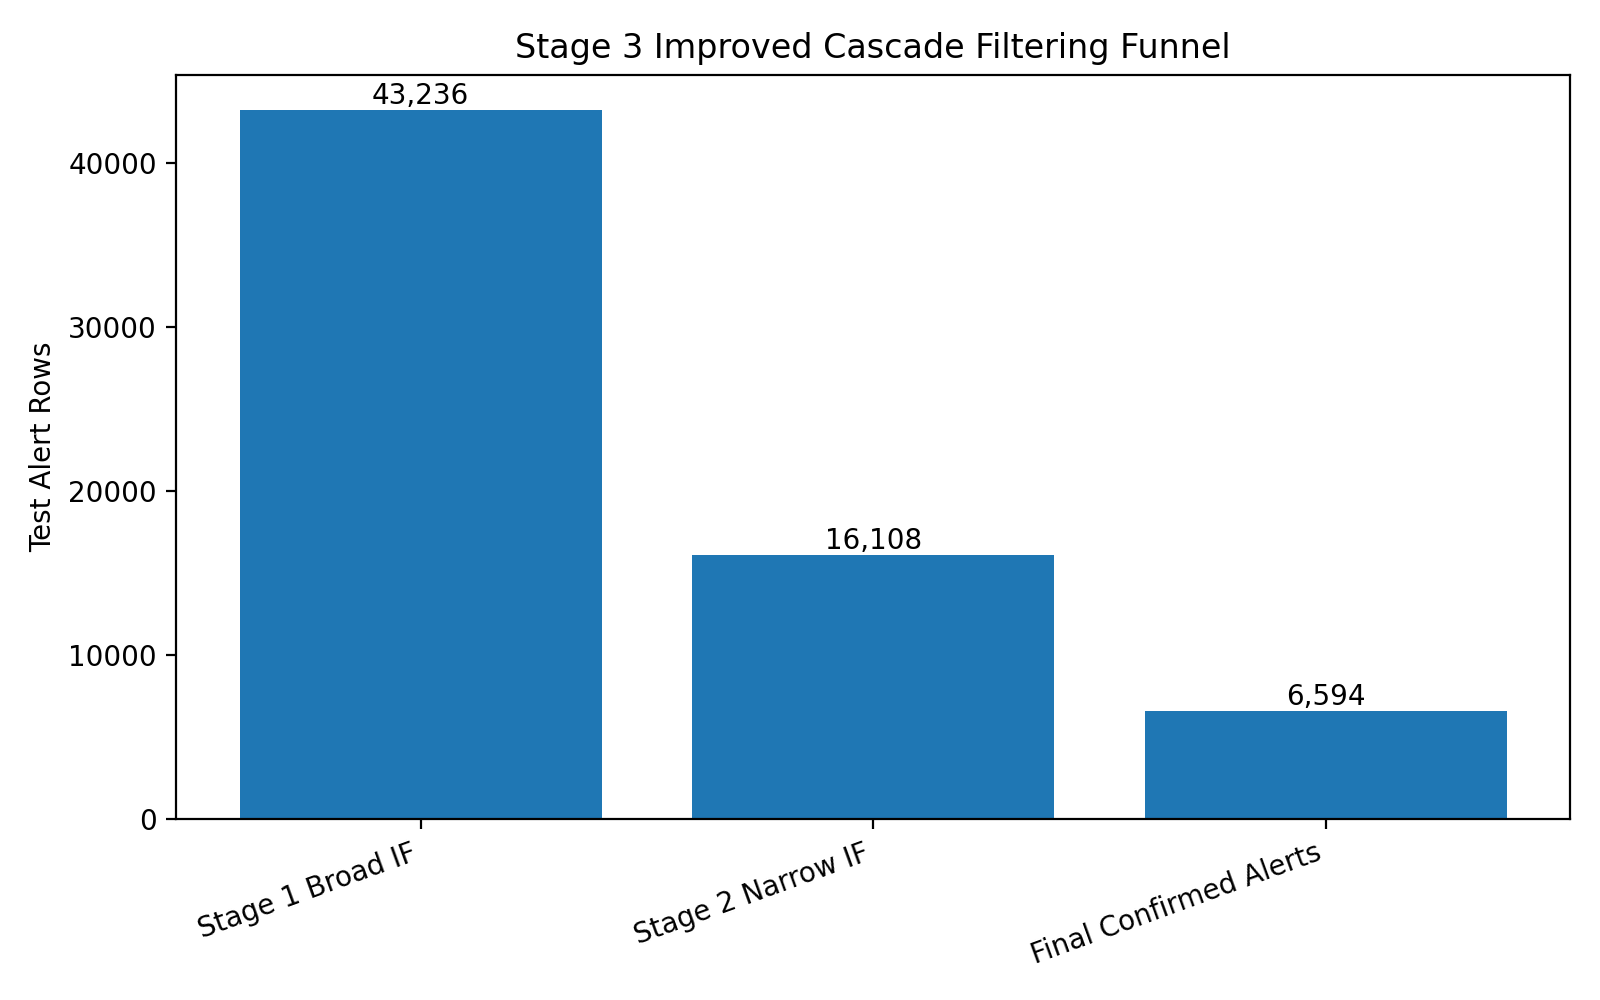 Stage 3 Improved Cascade Filtering Funnel
43,236
16,108
6,594
Test Alert Rows
40000
30000
20000
10000
0
Stage 1 Broad IF
Stage 2 Narrow IF
Final Confirmed Alerts